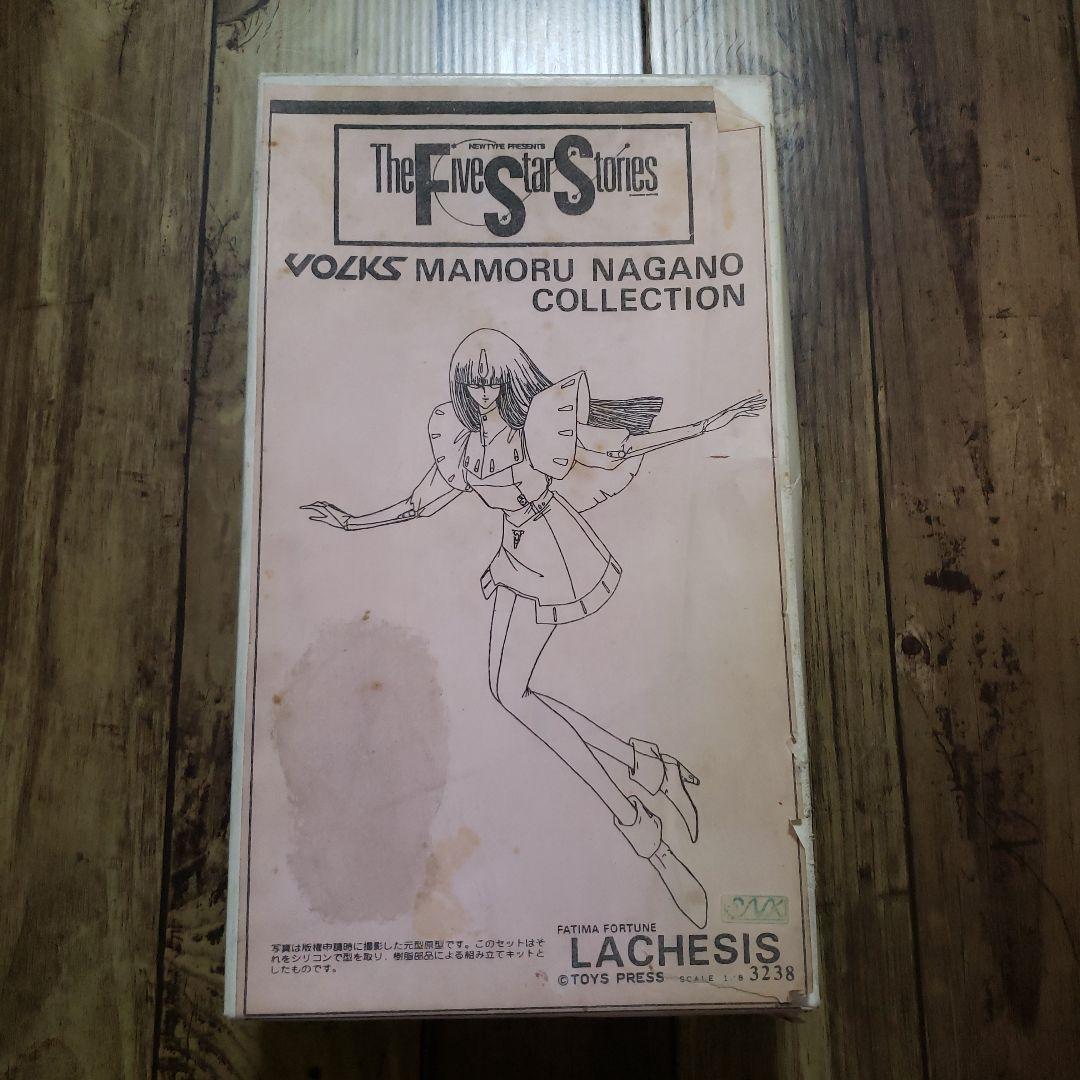 NEWTYPE PRESENTS
The Five Star Stories
VOLKS MAMORU NAGANO
COLLECTION
写真は版権申請時に撮影した元型原型です。このセットはそ
れをシリコンで型を取り、樹脂部品による組み立てキットと
したものです。
FATIMA FORTUNE
LACHESIS
©TOYS PRESS SCALE 1/8 3238